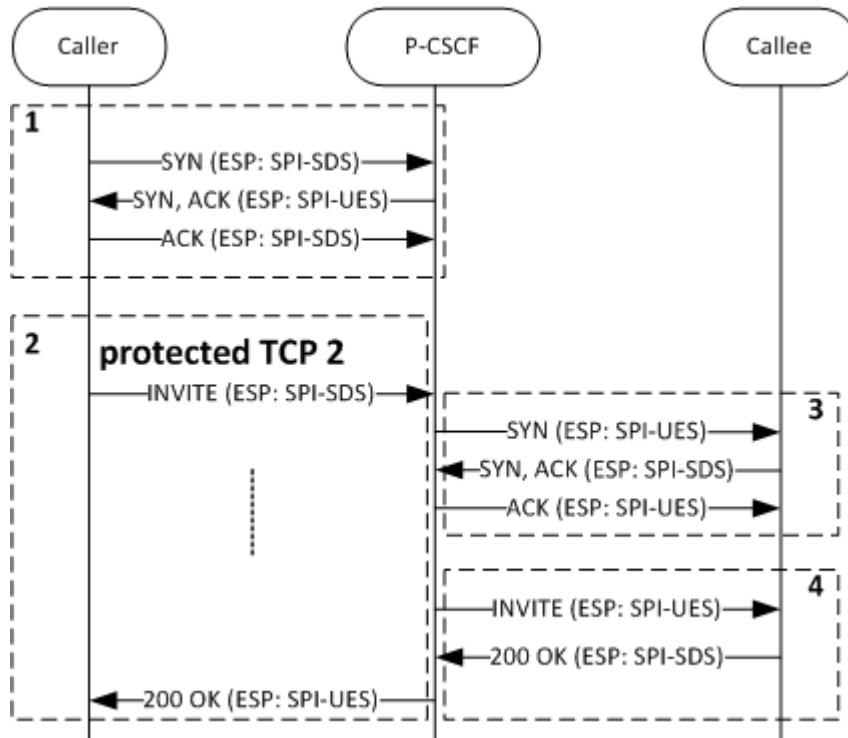 Caller P-CSCF Callee
1
SYN (ESP: SPI-SDS)
SYN, ACK (ESP: SPI-UES)
ACK (ESP: SPI-SDS)
2
protected TCP 2
INVITE (ESP: SPI-SDS)
3
SYN (ESP: SPI-UES)
SYN, ACK (ESP: SPI-SDS)
ACK (ESP: SPI-UES)
4
INVITE (ESP: SPI-UES)
200 OK (ESP: SPI-SDS)
200 OK (ESP: SPI-UES)